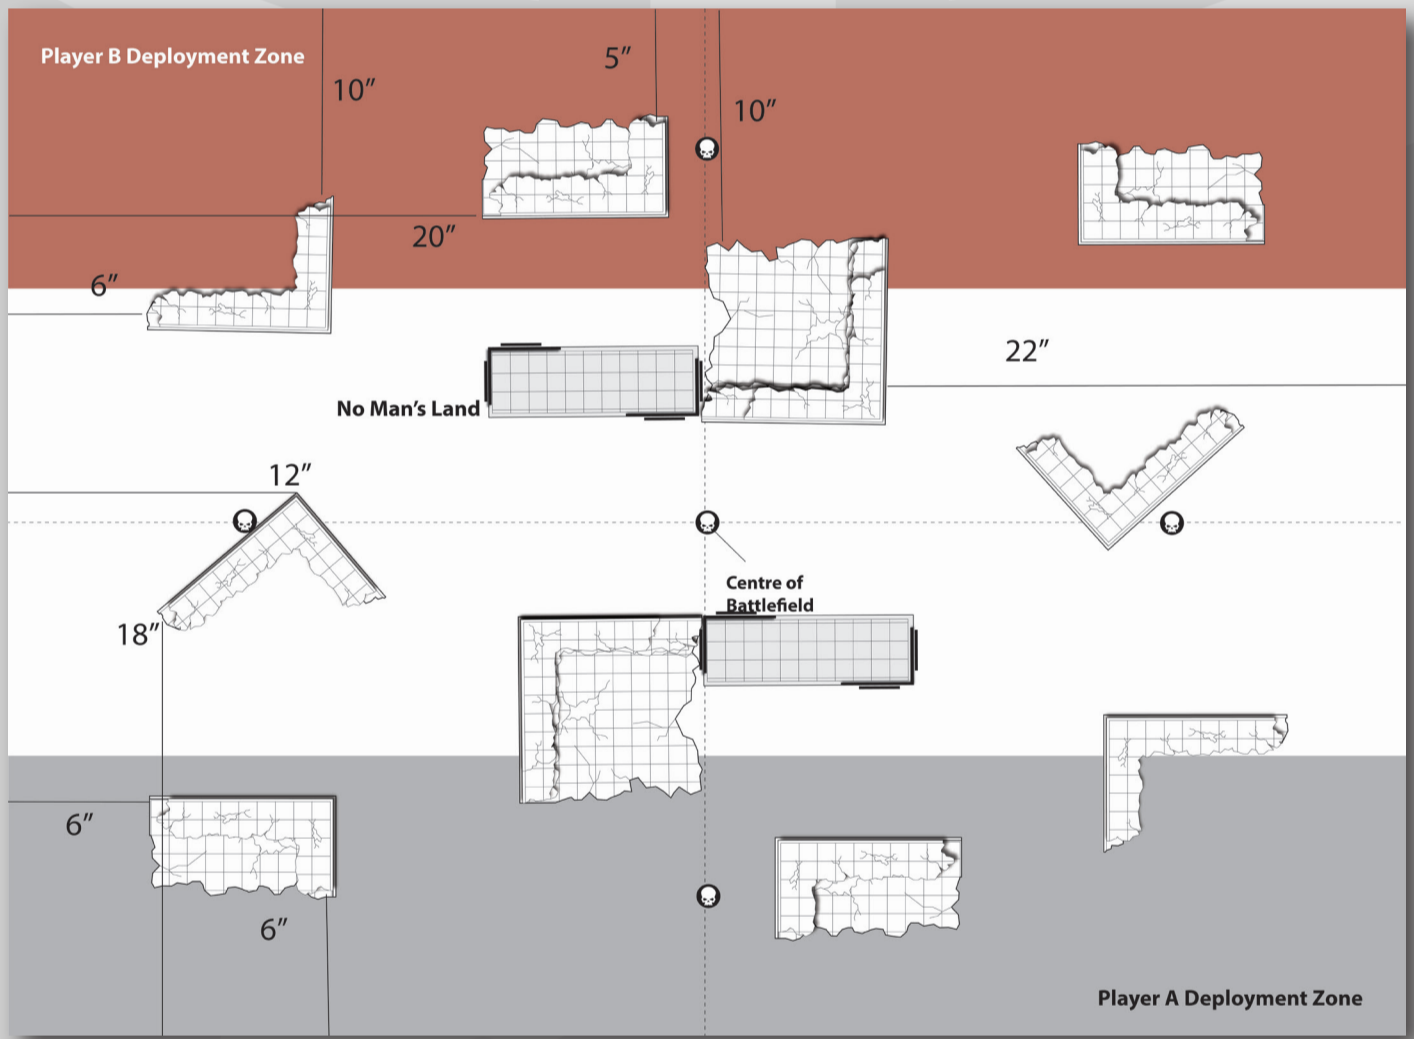 Player B Deployment Zone
5″
10″
10″
20″
6″
22″
No Man’s Land
12″
Centre of
Battlefield
18″
6″
6″
Player A Deployment Zone